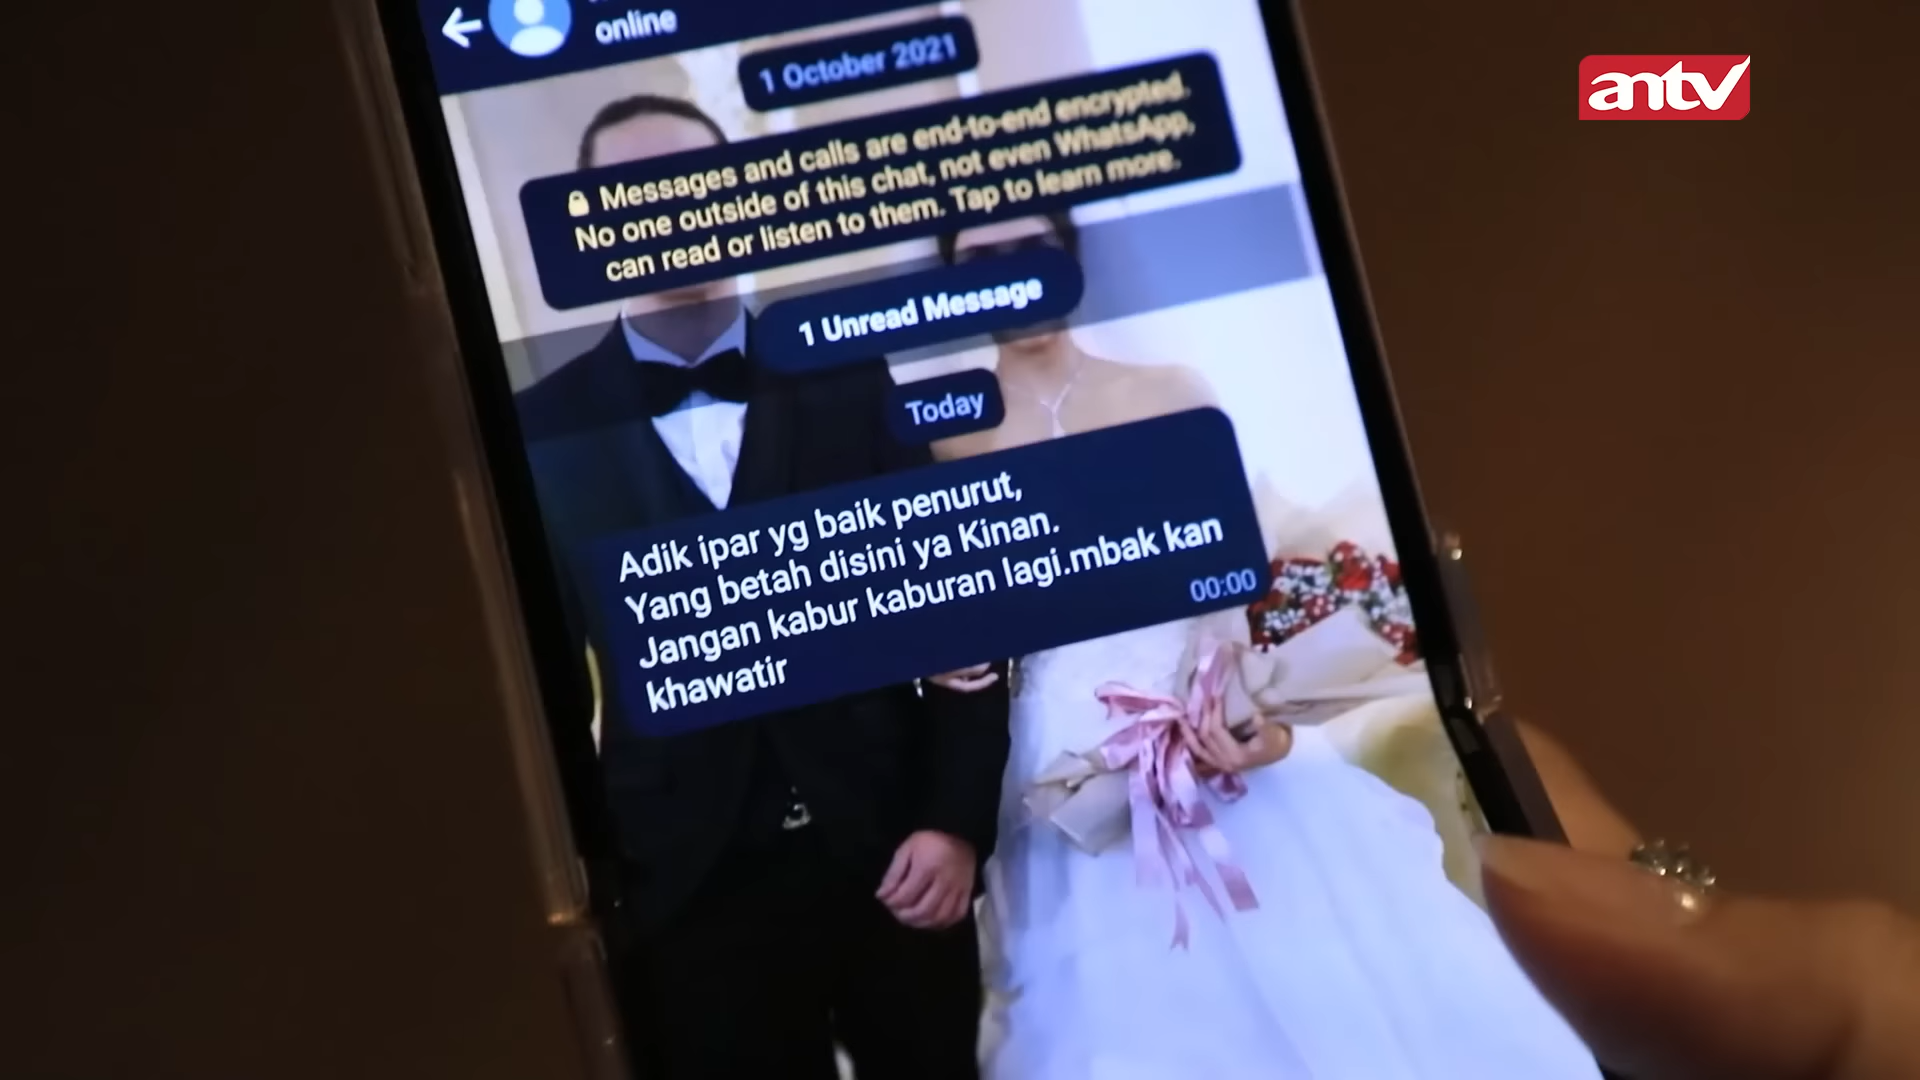 online
antv
1 October 2021
Messages and calls are end-to-end encrypted.
No one outside of this chat, not even WhatsApp,
can read or listen to them. Tap to learn more.
1 Unread Message
Today
Adik ipar yg baik penurut,
Yang betah disini ya Kinan.
Jangan kabur kaburan lagi.mbak kan
khawatir
00:00